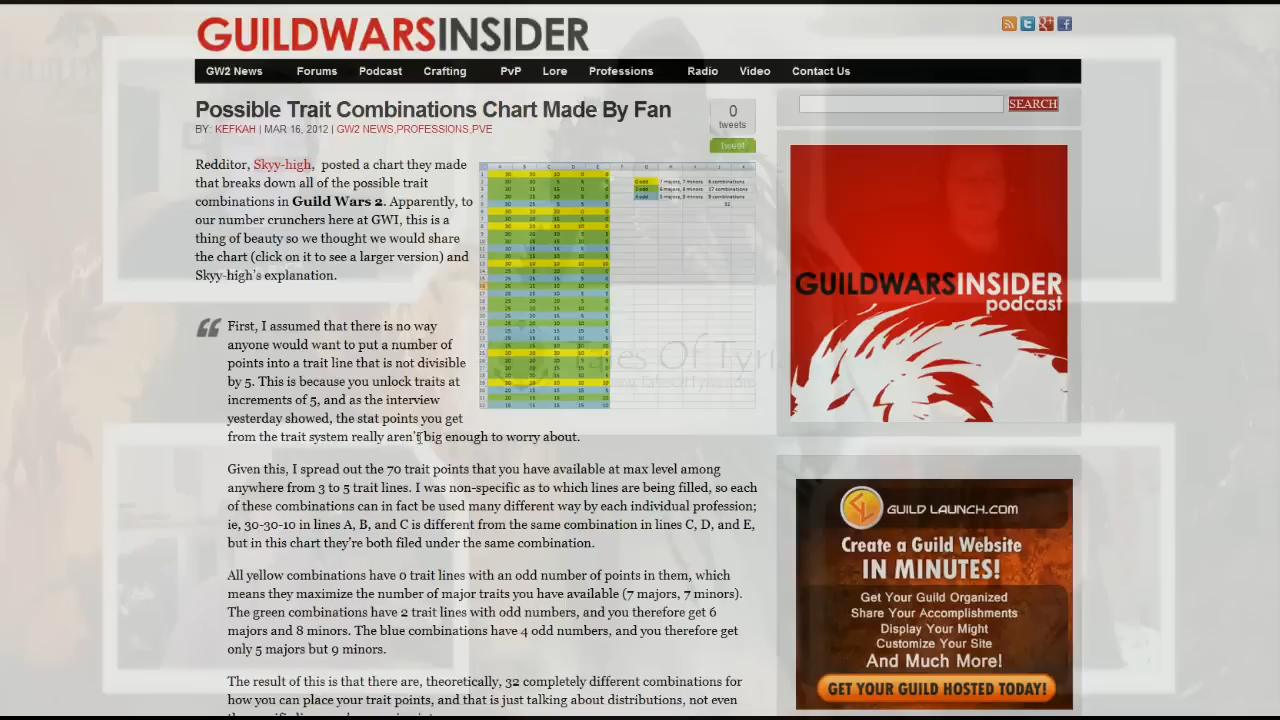 GUILDWARSINSIDER
GW2 News Forums Podcast Crafting PvP Lore Professions Radio Video Contact Us
Possible Trait Combinations Chart Made By Fan
BY: KEFKAH | MAR 16, 2012 | GW2 NEWS,PROFESSIONS,PVE
0
tweets
tweet
SEARCH
Redditor, Skyy-high, posted a chart they made
that breaks down all of the possible trait
combinations in Guild Wars 2. Apparently, to
our number crunchers here at GWI, this is a
thing of beauty so we thought we would share
the chart (click on it to see a larger version) and
Skyy-high's explanation.
First, I assumed that there is no way
anyone would want to put a number of
points into a trait line that is not divisible
by 5. This is because you unlock traits at
increments of 5, and as the interview
yesterday showed, the stat points you get
from the trait system really aren't big enough to worry about.
Given this, I spread out the 70 trait points that you have available at max level among
anywhere from 3 to 5 trait lines. I was non-specific as to which lines are being filled, so each
of these combinations can in fact be used many different way by each individual profession;
ie, 30-30-10 in lines A, B, and C is different from the same combination in lines C, D, and E,
but in this chart they're both filed under the same combination.
All yellow combinations have 0 trait lines with an odd number of points in them, which
means they maximize the number of major traits you have available (7 majors, 7 minors).
The green combinations have 2 trait lines with odd numbers, and you therefore get 6
majors and 8 minors. The blue combinations have 4 odd numbers, and you therefore get
only 5 majors but 9 minors.
The result of this is that there are, theoretically, 32 completely different combinations for
how you can place your trait points, and that is just talking about distributions, not even
GUILDWARSINSIDER
podcast
GUILD LAUNCH.COM
Create a Guild Website
IN MINUTES!
Get Your Guild Organized
Share Your Accomplishments
Display Your Might
Customize Your Site
And Much More!
GET YOUR GUILD HOSTED TODAY!